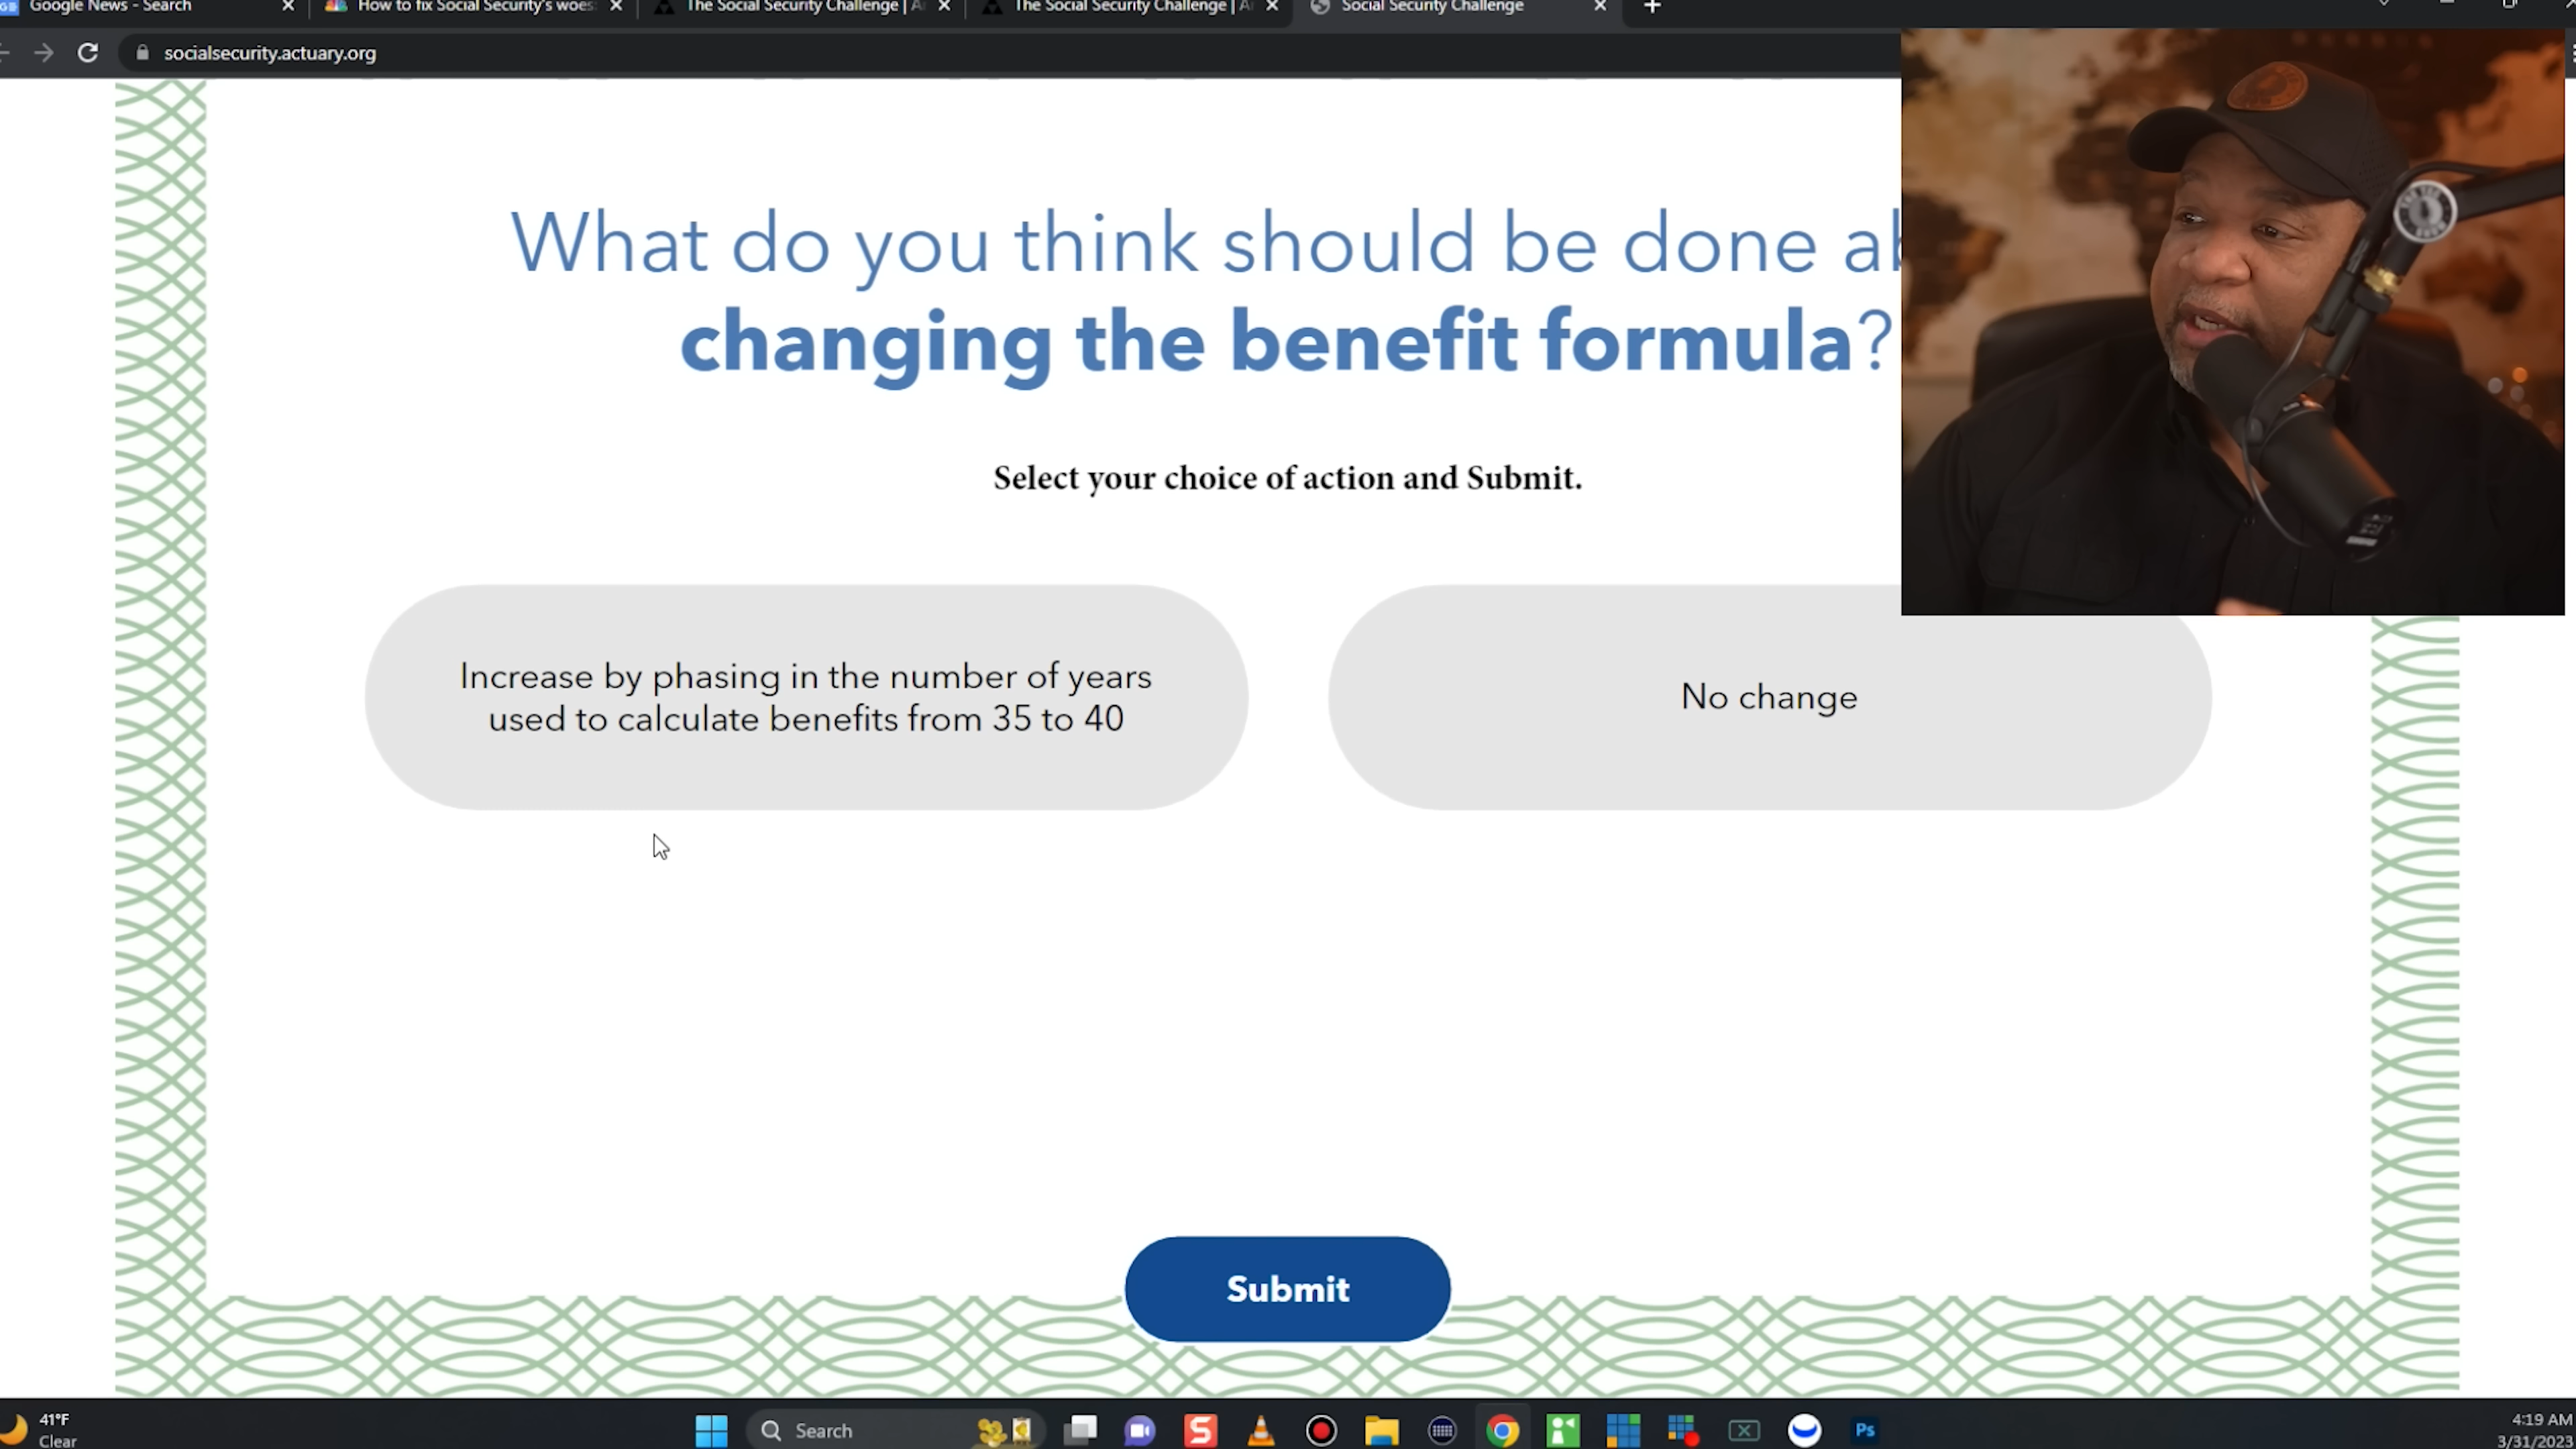 Google News - Search
How to fix Social Security's woes
The Social Security Challenge | A
The Social Security Challenge | A
Social Security Challenge
socialsecurity.actuary.org
What do you think should be done
changing the benefit formula?
Select your choice of action and Submit.
Increase by phasing in the number of years
used to calculate benefits from 35 to 40
No change
Submit
41°F
Clear
Search
Ps
4:19 AM
3/31/2023